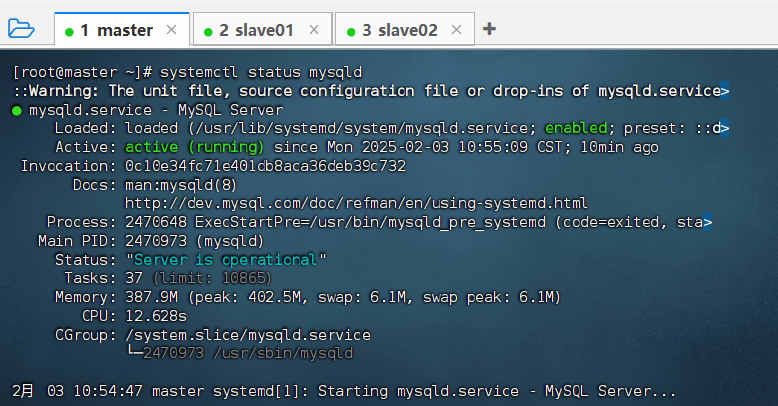 1 master × 2 slave01 × 3 slave02 × +
[root@master ~]# systemctl status mysqld
::Warning: The unit file, source configuration file or drop-ins of mysqld.service>
● mysqld.service - MySQL Server
Loaded: loaded (/usr/lib/systemd/system/mysqld.service; enabled; preset: ::d>
Active: active (running) since Mon 2025-02-03 10:55:09 CST; 10min ago
Invocation: 0c10e34fc71e401db8aca36deb39c732
Docs: man:mysqld(8)
http://dev.mysql.com/doc/refman/en/using-systemd.html
Process: 2470648 ExecStartPre=/usr/bin/mysqld_pre_systemd (code=exited, sta>
Main PID: 2470973 (mysqld)
Status: "Server is operational"
Tasks: 37 (limit: 10865)
Memory: 387.9M (peak: 402.5M, swap: 6.1M, swap peak: 6.1M)
CPU: 12.628s
CGroup: /system.slice/mysqld.service
└─2470973 /usr/sbin/mysqld
2月 03 10:54:47 master systemd[1]: Starting mysqld.service - MySQL Server...